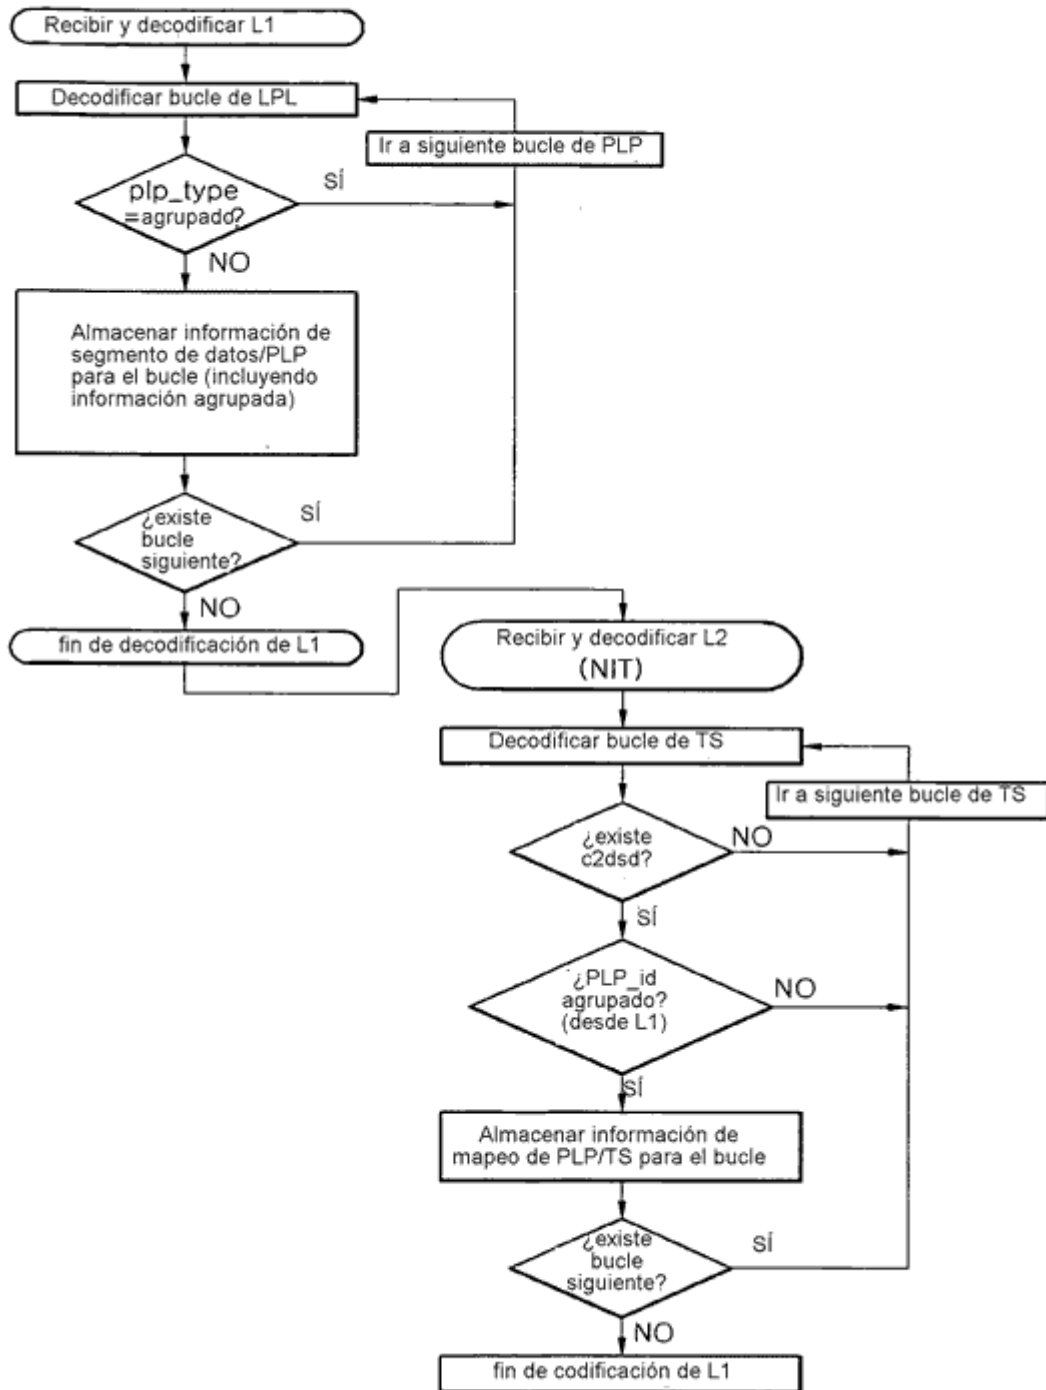 Recibir y decodificar L1
Decodificar bucle de LPL
Ir a siguiente bucle de PLP
plp_type
=agrupado?
SÍ
NO
Almacenar información de
segmento de datos/PLP
para el bucle (incluyendo
información agrupada)
¿existe
bucle
siguiente?
SÍ
NO
fin de decodificación de L1
Recibir y decodificar L2
(NIT)
Decodificar bucle de TS
Ir a siguiente bucle de TS
¿existe
c2dsd?
NO
SÍ
¿PLP_id
agrupado?
(desde L1)
NO
SÍ
Almacenar información de
mapeo de PLP/TS para el bucle
¿existe
bucle
siguiente?
SÍ
NO
fin de codificación de L1